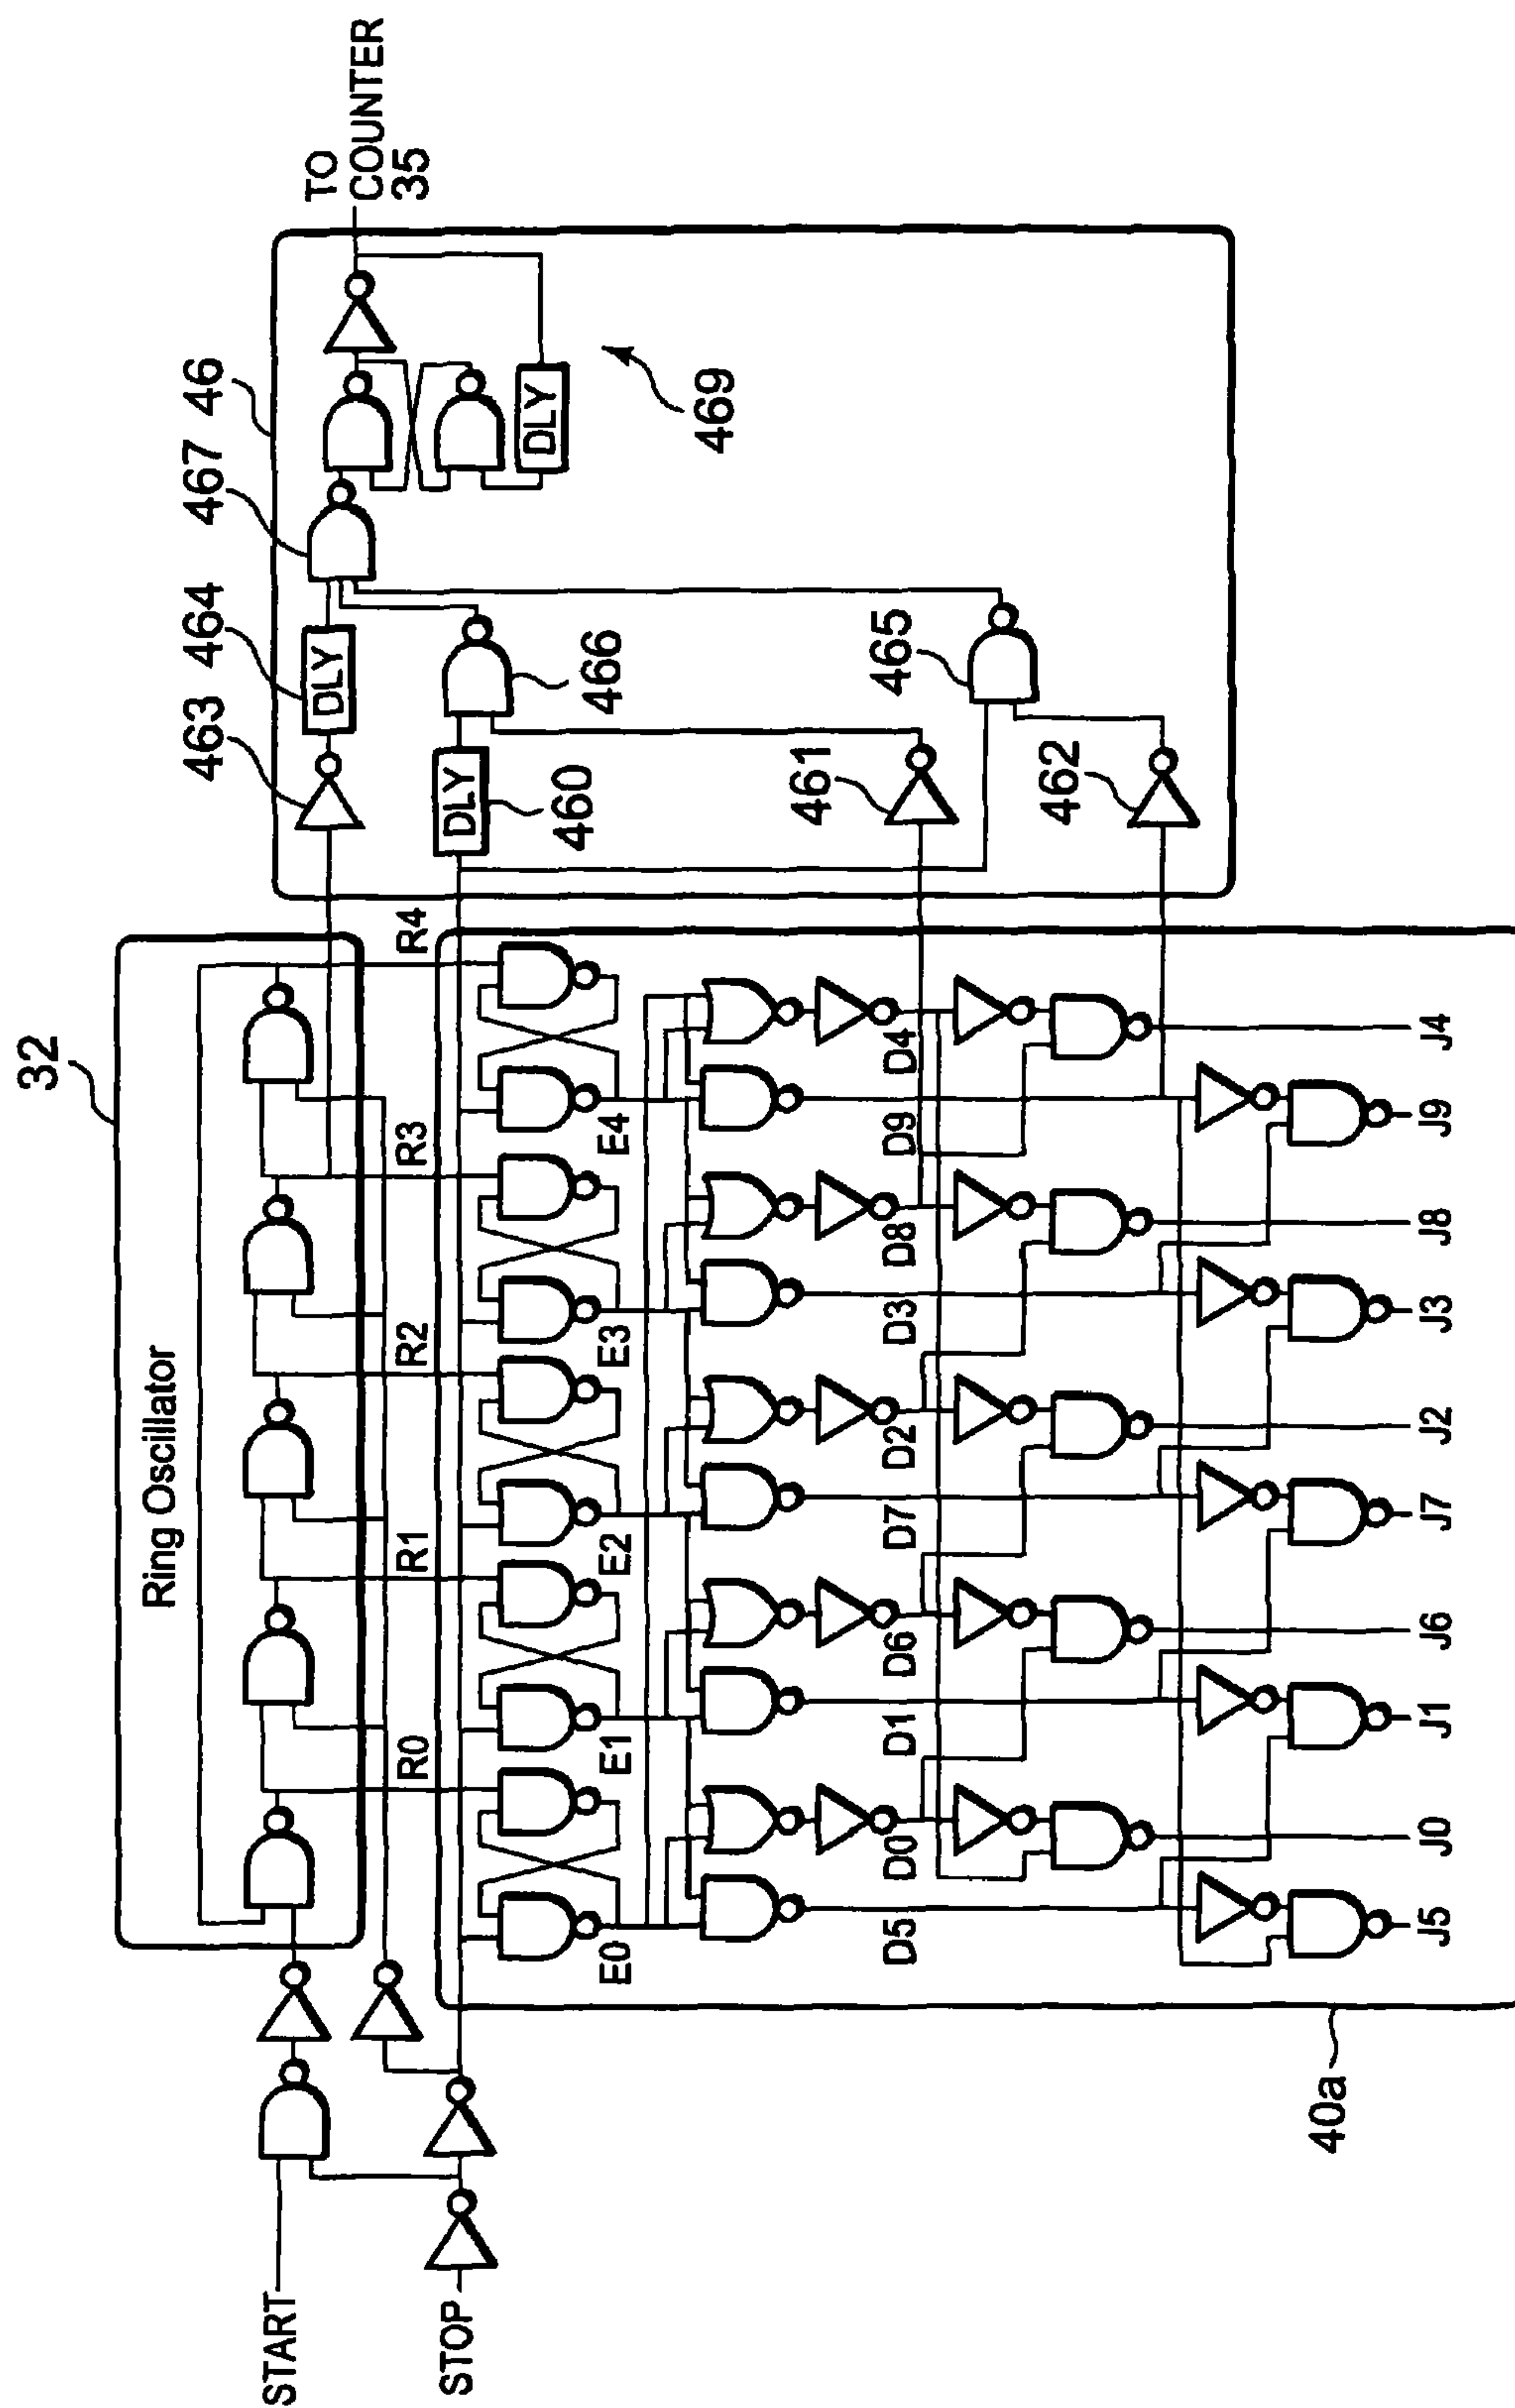 32
Ring Oscillator
START
STOP
R0
R1
R2
R3
R4
463
464
467
46
TO
COUNTER
35
DLY
DLY
DLY
469
466
460
465
461
462
E0
E1
E2
E3
E4
D5
D0
D1
D6
D7
D2
D3
D8
D9
D4
J5
J0
J1
J6
J7
J2
J3
J8
J9
J4
40a